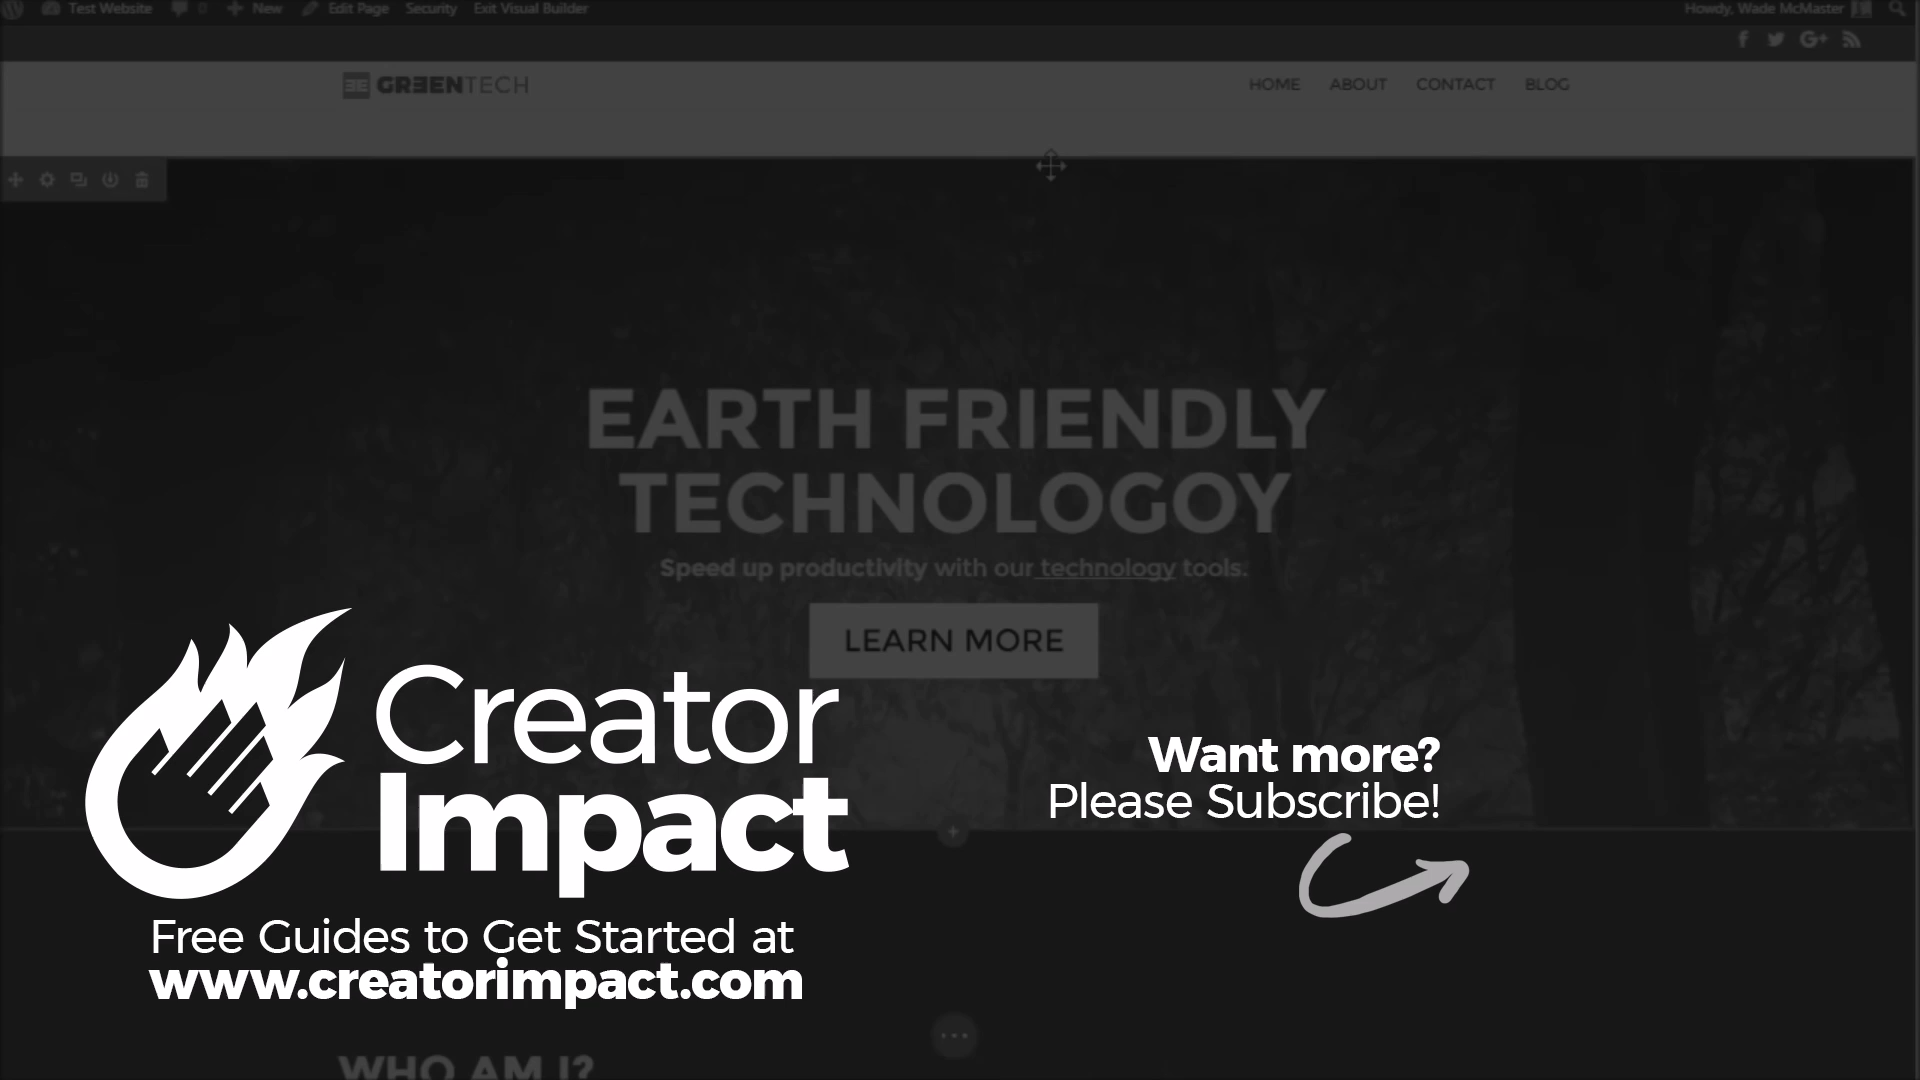 Test Website 0 New Edit Page Security Exit Visual Builder Howdy, Wade McMaster
f G+
GREENTECH HOME ABOUT CONTACT BLOG
EARTH FRIENDLY
TECHNOLOGOY
Speed up productivity with our technology tools.
LEARN MORE
Creator
Impact
Want more?
Please Subscribe!
Free Guides to Get Started at
www.creatorimpact.com
WHO AM I?